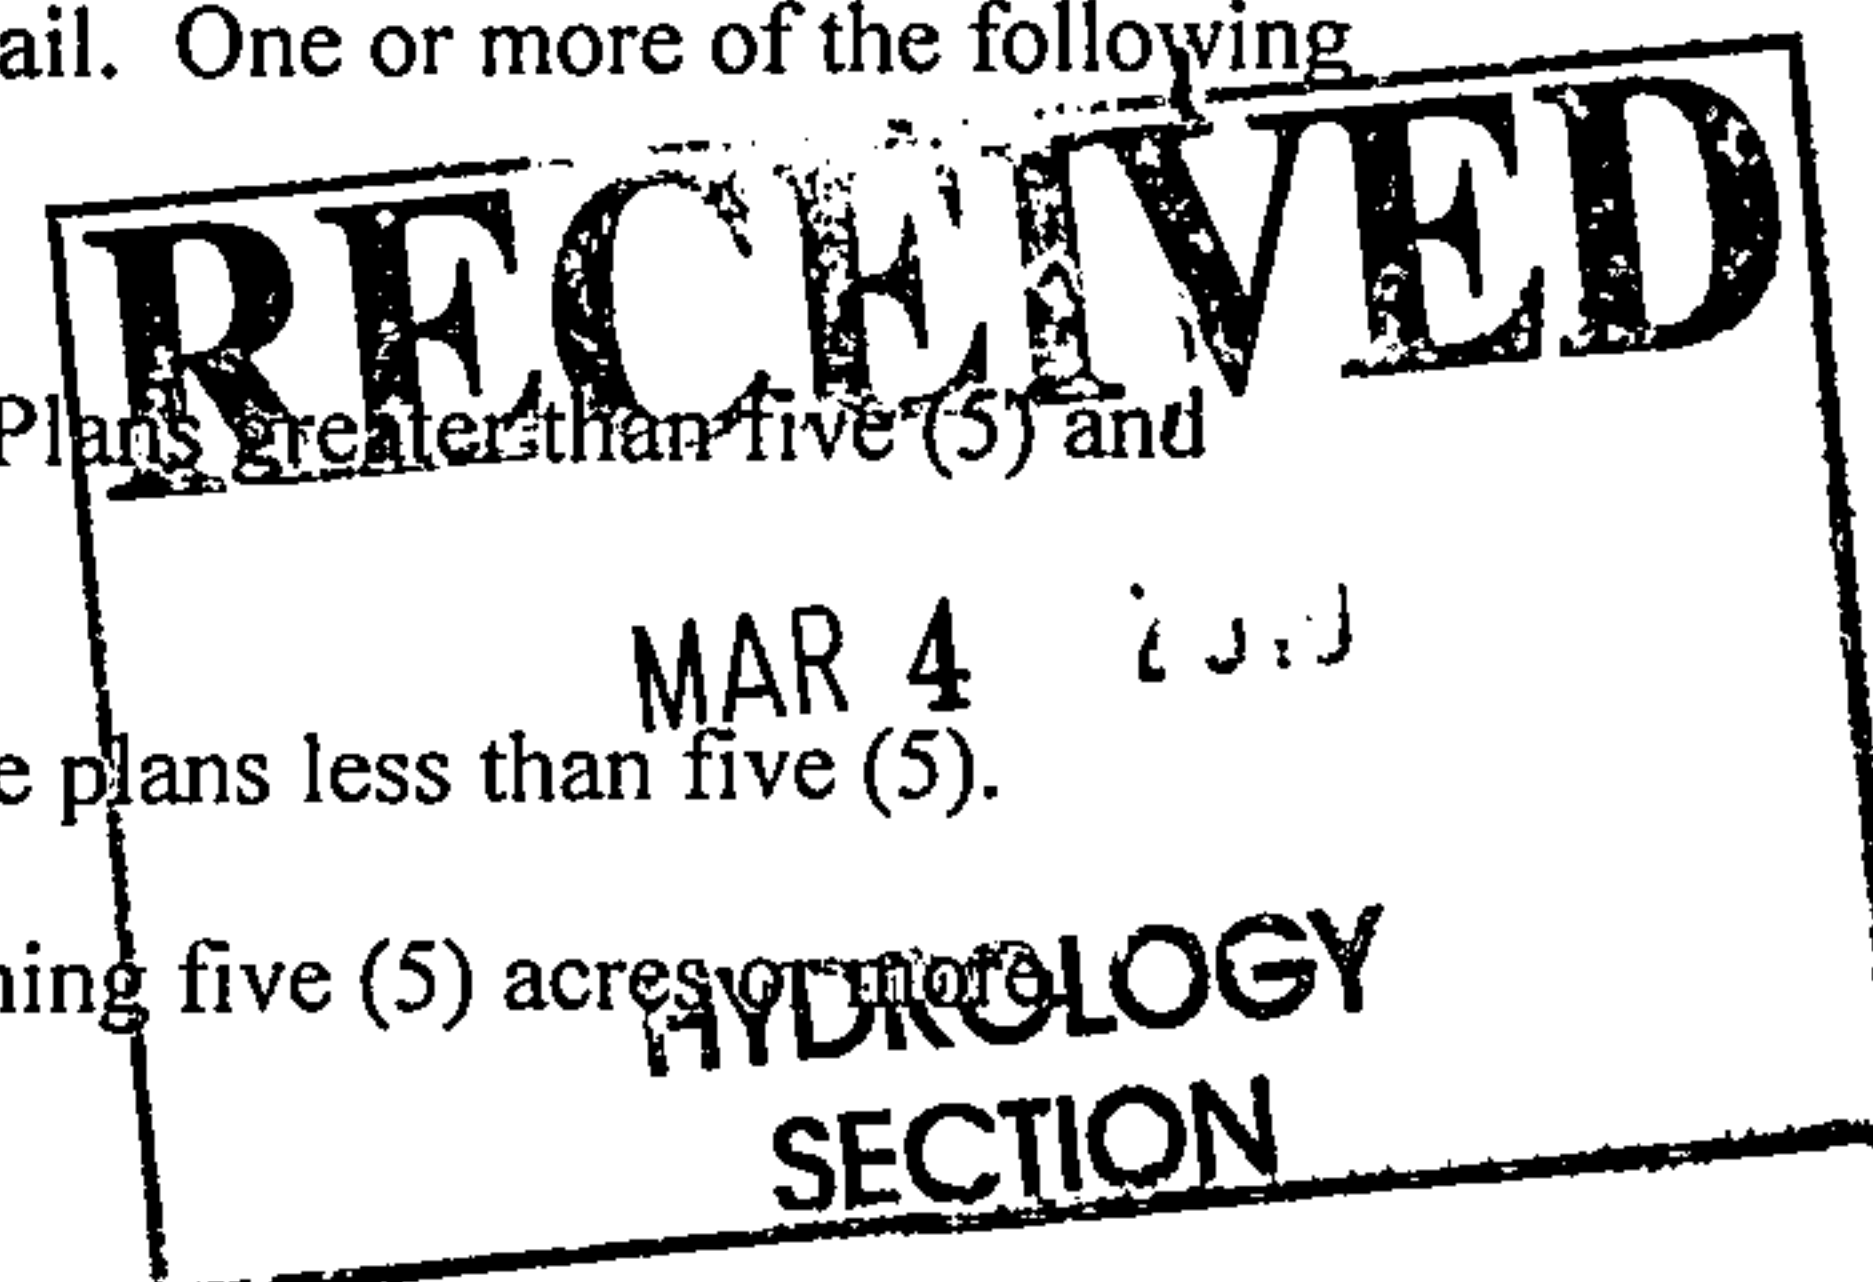 ail. One or more of the following
RECEIVED
Plans greater than five (5) and
MAR 4
e plans less than five (5).
ning five (5) acres or more
HYDROLOGY
SECTION